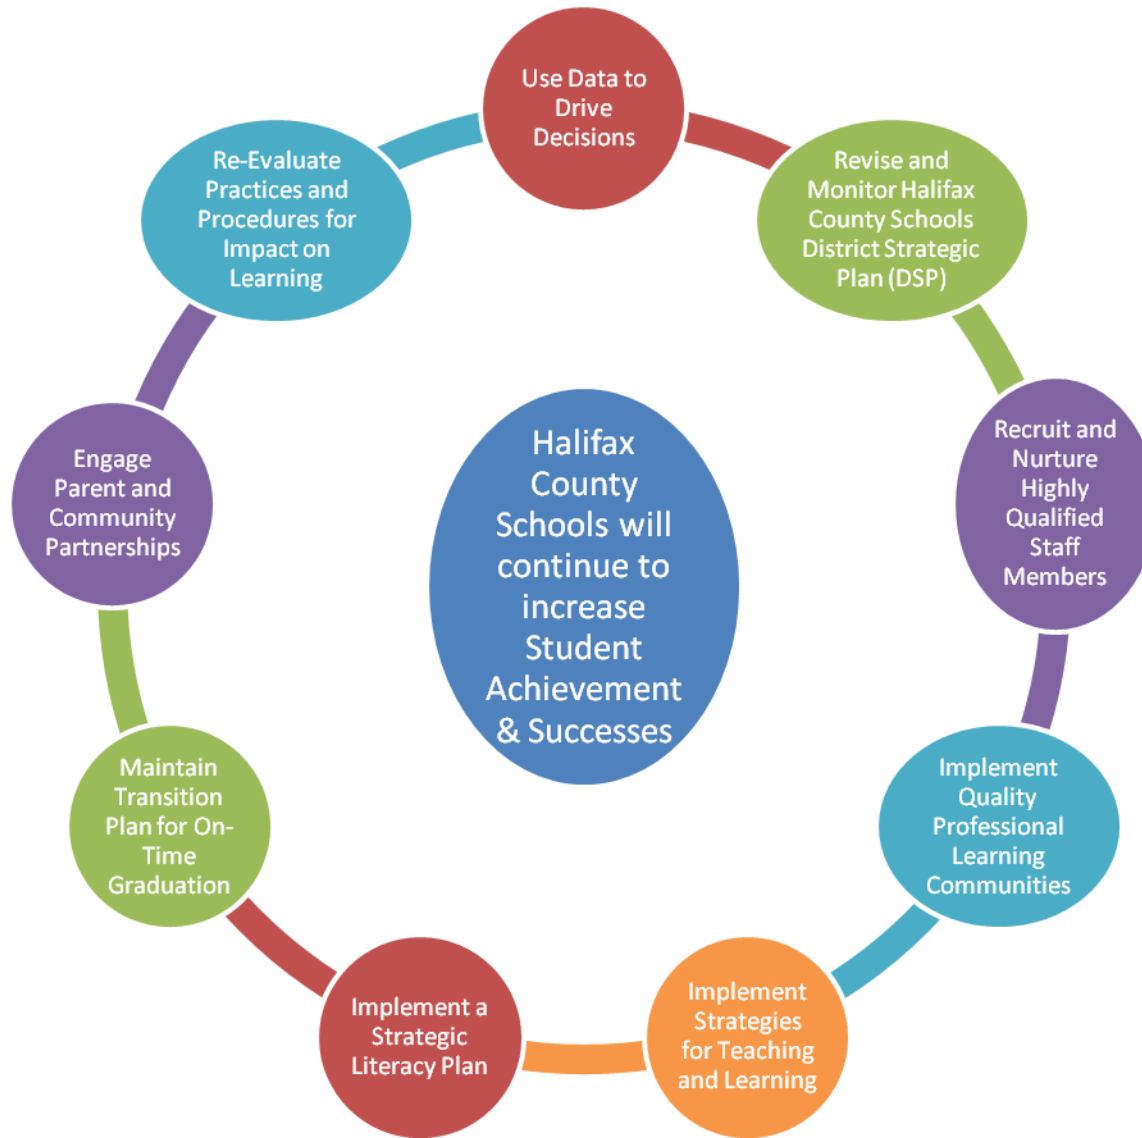 Use Data to
Drive
Decisions
Revise and
Monitor Halifax
County Schools
District Strategic
Plan (DSP)
Recruit and
Nurture
Highly
Qualified
Staff
Members
Implement
Quality
Professional
Learning
Communities
Implement
Strategies
for Teaching
and Learning
Implement a
Strategic
Literacy Plan
Maintain
Transition
Plan for On-
Time
Graduation
Engage
Parent and
Community
Partnerships
Re-Evaluate
Practices and
Procedures for
Impact on
Learning
Halifax
County
Schools will
continue to
increase
Student
Achievement
& Successes